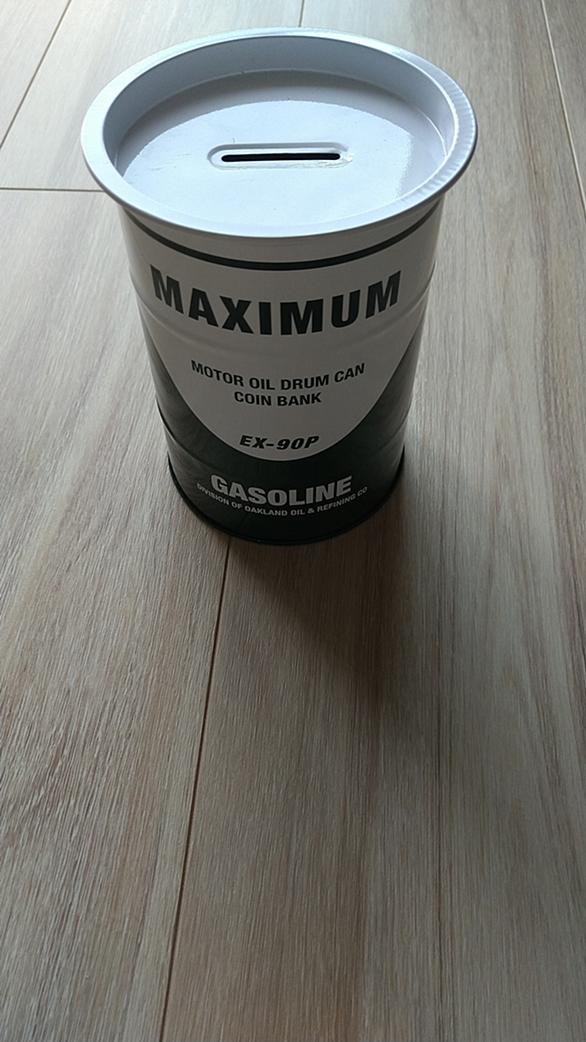 MAXIMUM
MOTOR OIL DRUM CAN
COIN BANK
EX-90P
GASOLINE
DIVISION OF OAKLAND OIL & REFINING CO